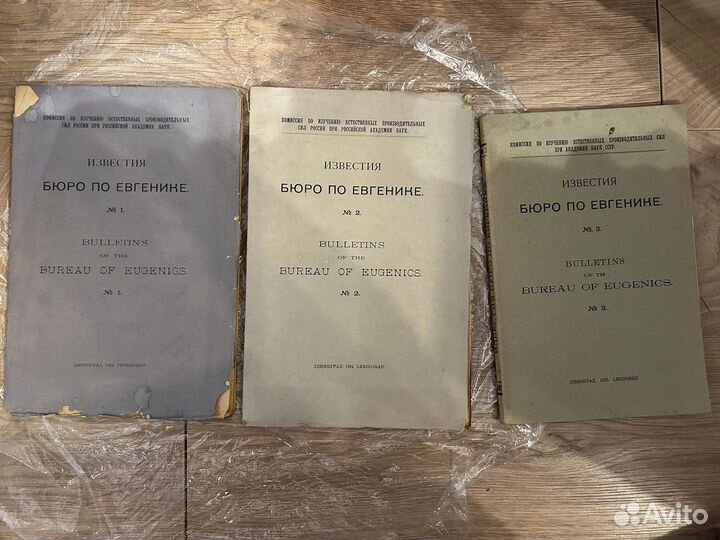 КОМИССИЯ ПО ИЗУЧЕНИЮ ЕСТЕСТВЕННЫХ ПРОИЗВОДИТЕЛЬНЫХ
СИЛ РОССИИ ПРИ РОССИЙСКОЙ АКАДЕМИИ НАУК.
ИЗВЕСТИЯ
БЮРО ПО ЕВГЕНИКЕ.
№ 1.
BULLETINS
OF THE
BUREAU OF EUGENICS.
№ 1.
PETROGRAD.
КОМИССИЯ ПО ИЗУЧЕНИЮ ЕСТЕСТВЕННЫХ ПРОИЗВОДИТЕЛЬНЫХ
СИЛ РОССИИ ПРИ РОССИЙСКОЙ АКАДЕМИИ НАУК.
ИЗВЕСТИЯ
БЮРО ПО ЕВГЕНИКЕ.
№ 2.
BULLETINS
OF THE
BUREAU OF EUGENICS.
№ 2.
ЛЕНИНГРАД. LENINGRAD.
КОМИССИЯ ПО ИЗУЧЕНИЮ ЕСТЕСТВЕННЫХ ПРОИЗВОДИТЕЛЬНЫХ СИЛ
ПРИ АКАДЕМИИ НАУК СССР.
ИЗВЕСТИЯ
БЮРО ПО ЕВГЕНИКЕ.
№ 3.
BULLETINS
OF TH
BUREAU OF EUGENICS.
№ 3.
ЛЕНИНГРАД. 1925. LENINGRAD.
Avito